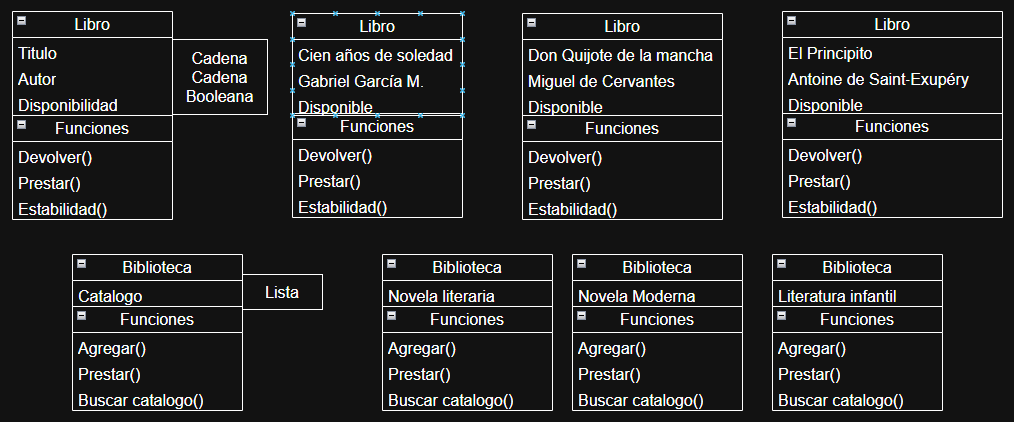 Libro
Titulo
Autor
Disponibilidad
Funciones
Devolver()
Prestar()
Estabilidad()
Cadena
Cadena
Booleana
Libro
Cien años de soledad
Gabriel García M.
Disponible
Funciones
Devolver()
Prestar()
Estabilidad()
Libro
Don Quijote de la mancha
Miguel de Cervantes
Disponible
Funciones
Devolver()
Prestar()
Estabilidad()
Libro
El Principito
Antoine de Saint-Exupéry
Disponible
Funciones
Devolver()
Prestar()
Estabilidad()
Biblioteca
Catalogo
Funciones
Agregar()
Prestar()
Buscar catalogo()
Lista
Biblioteca
Novela literaria
Funciones
Agregar()
Prestar()
Buscar catalogo()
Biblioteca
Novela Moderna
Funciones
Agregar()
Prestar()
Buscar catalogo()
Biblioteca
Literatura infantil
Funciones
Agregar()
Prestar()
Buscar catalogo()